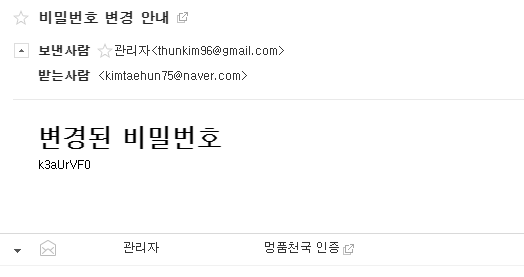 비밀번호 변경 안내
보낸사람 관리자<thunkim96@gmail.com>
받는사람 <kimtaehun75@naver.com>
변경된 비밀번호
k3aUrVF0
관리자 명품천국 인증